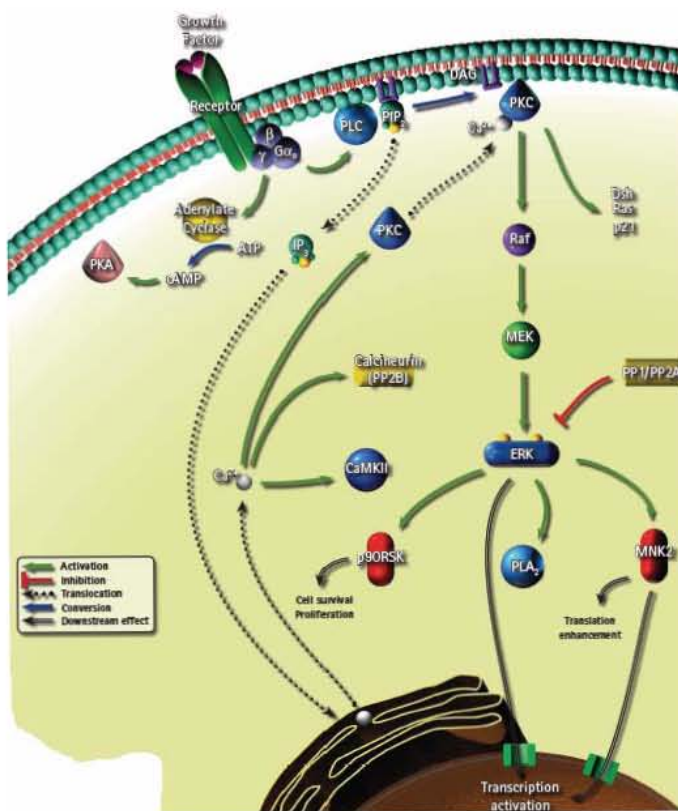 Growth
Factor
Receptor
β
γ
Gαq
PLC
PIP2
DAG
PKC
Ca2+
Dsh
Ras
p21
Adenylate
Cyclase
ATP
cAMP
PKA
IP3
PKC
Raf
MEK
Calcineurin
(PP2B)
PP1/PP2A
ERK
Ca2+
CaMKII
p90RSK
PLA2
MNK2
Cell survival
Proliferation
Translation
enhancement
Activation
Inhibition
Translocation
Conversion
Downstream effect
Transcription
activation